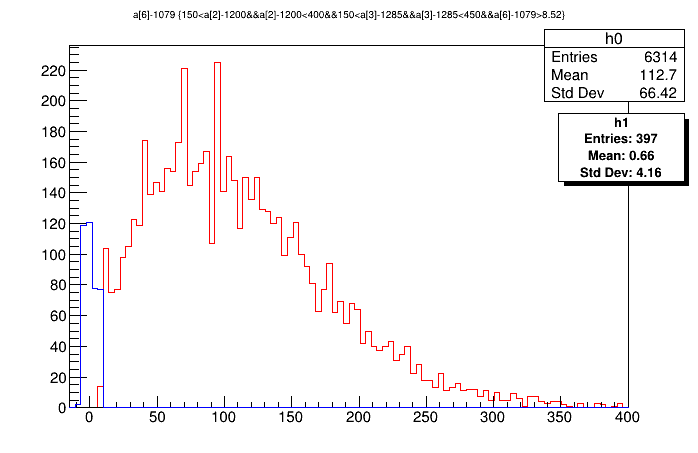 a[6]-1079 {150<a[2]-1200&&a[2]-1200<400&&150<a[3]-1285&&a[3]-1285<450&&a[6]-1079>8.52}
h0
Entries 6314
Mean 112.7
Std Dev 66.42
h1
Entries: 397
Mean: 0.66
Std Dev: 4.16
220
200
180
160
140
120
100
80
60
40
20
0
0 50 100 150 200 250 300 350 400